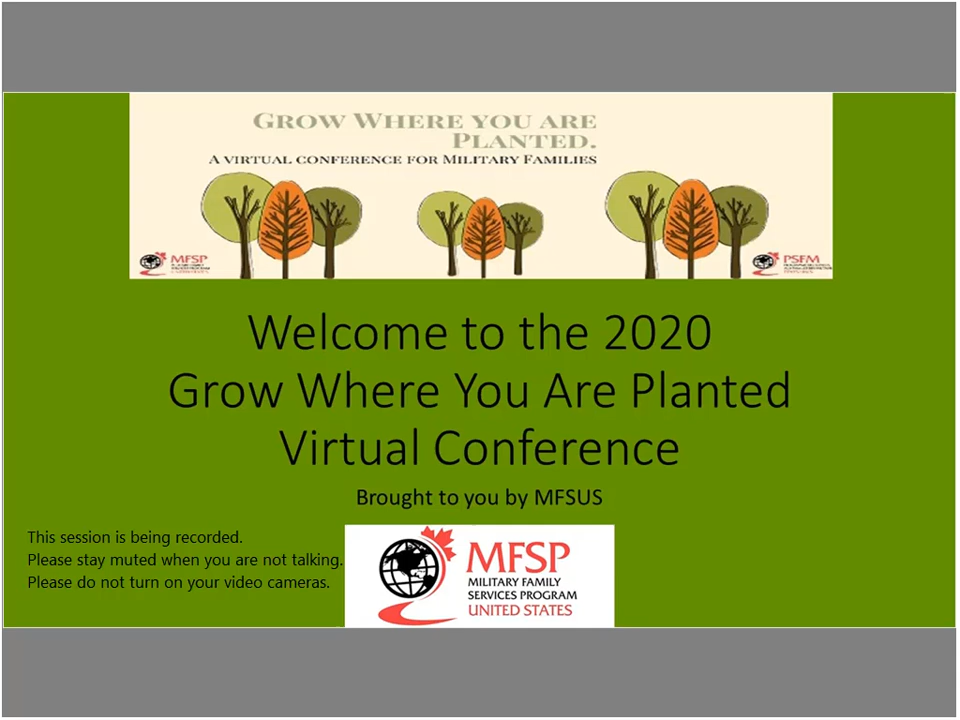 GROW WHERE YOU ARE
PLANTED.
A VIRTUAL CONFERENCE FOR MILITARY FAMILIES
MFSP
PSFM
Welcome to the 2020
Grow Where You Are Planted
Virtual Conference
Brought to you by MFSUS
This session is being recorded.
Please stay muted when you are not talking.
Please do not turn on your video cameras.
MFSP
MILITARY FAMILY
SERVICES PROGRAM
UNITED STATES